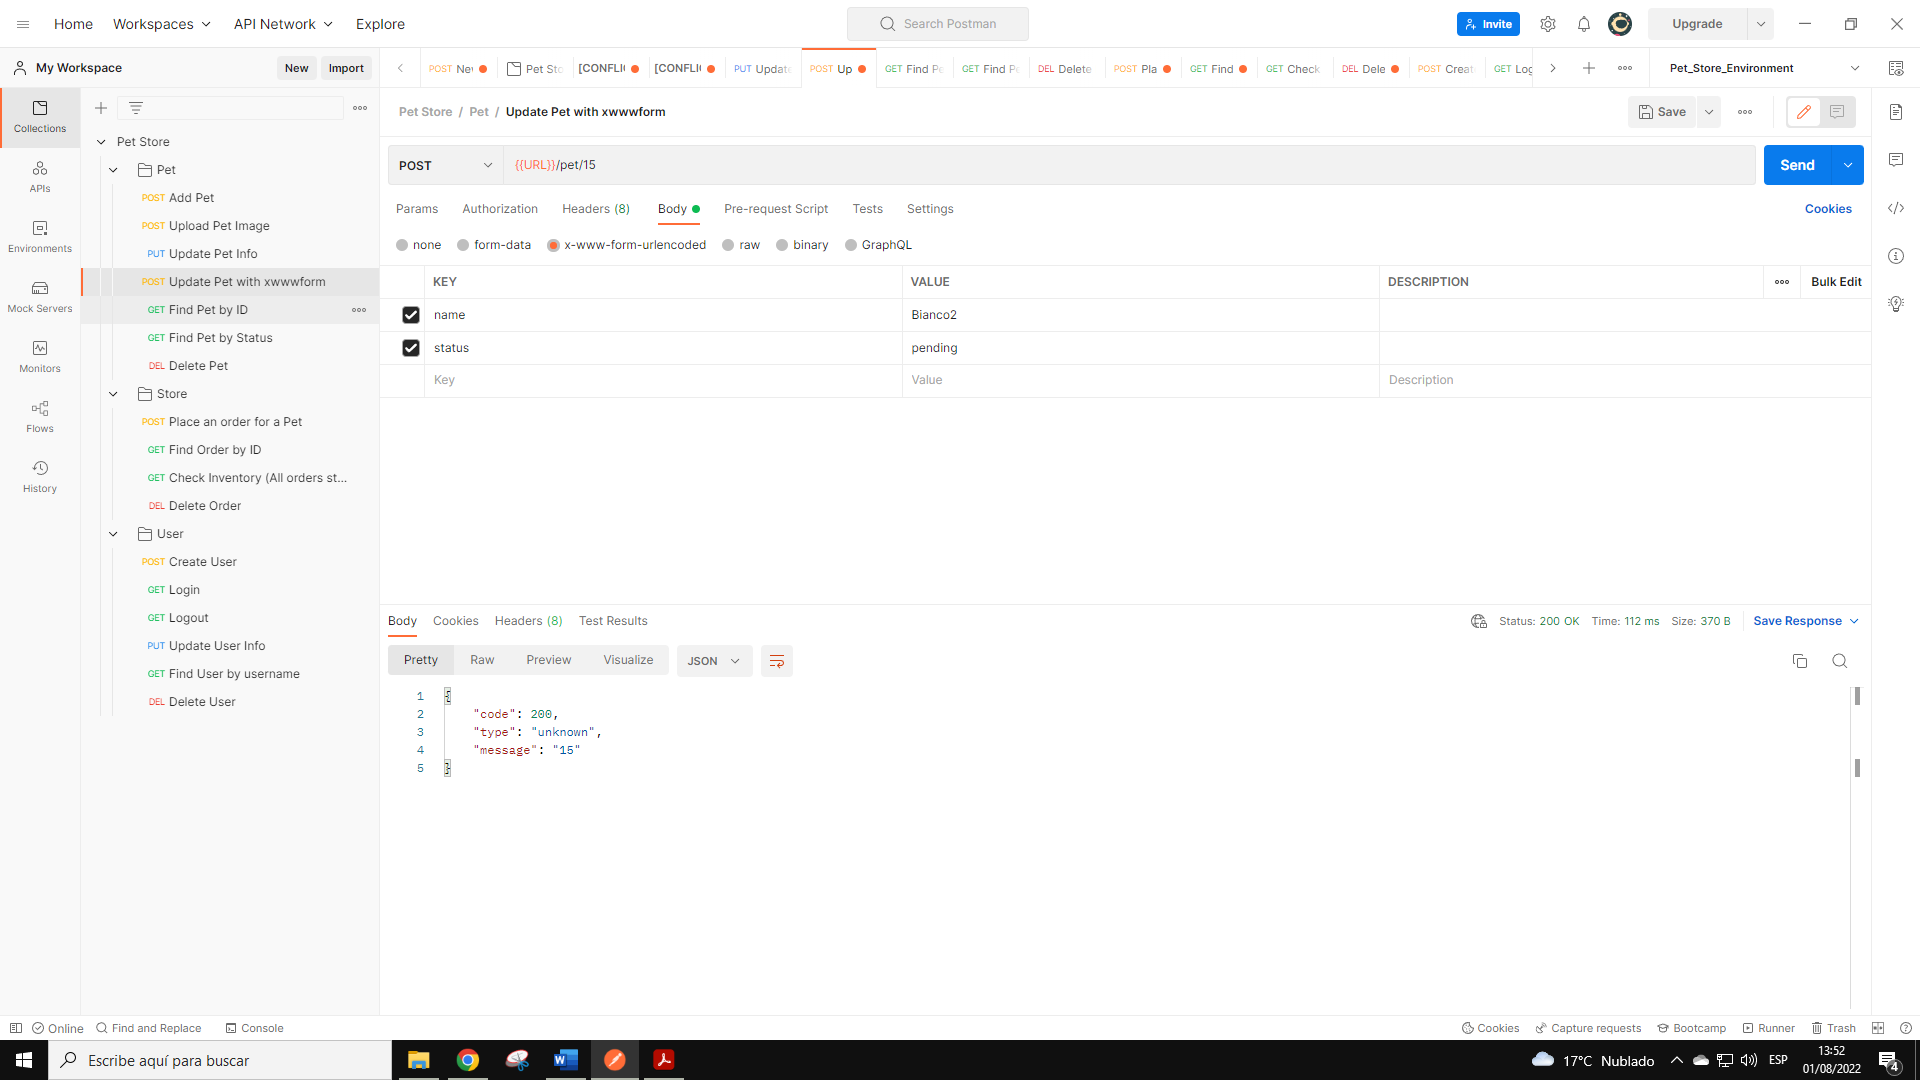 Home Workspaces API Network Explore Search Postman Invite Upgrade
My Workspace New Import
POST Nev Pet Sto [CONFLI [CONFLI PUT Update POST Up GET Find Pe GET Find Pe DEL Delete POST Pla GET Find GET Check DEL Dele POST Creat GET Log Pet_Store_Environment
Collections
APIs
Environments
Mock Servers
Monitors
Flows
History
Pet Store
Pet
POST Add Pet
POST Upload Pet Image
PUT Update Pet Info
POST Update Pet with xwwwform
GET Find Pet by ID
GET Find Pet by Status
DEL Delete Pet
Store
POST Place an order for a Pet
GET Find Order by ID
GET Check Inventory (All orders st...
DEL Delete Order
User
POST Create User
GET Login
GET Logout
PUT Update User Info
GET Find User by username
DEL Delete User
Pet Store / Pet / Update Pet with xwwwform Save
POST {{URL}}/pet/15 Send
Params Authorization Headers (8) Body Pre-request Script Tests Settings Cookies
none form-data x-www-form-urlencoded raw binary GraphQL
KEY VALUE DESCRIPTION Bulk Edit
name Bianco2
status pending
Key Value Description
Body Cookies Headers (8) Test Results Status: 200 OK Time: 112 ms Size: 370 B Save Response
Pretty Raw Preview Visualize JSON
1 {
2 "code": 200,
3 "type": "unknown",
4 "message": "15"
5 }
Online Find and Replace Console Cookies Capture requests Bootcamp Runner Trash
Escribe aquí para buscar 17°C Nublado ESP 13:52
01/08/2022 4